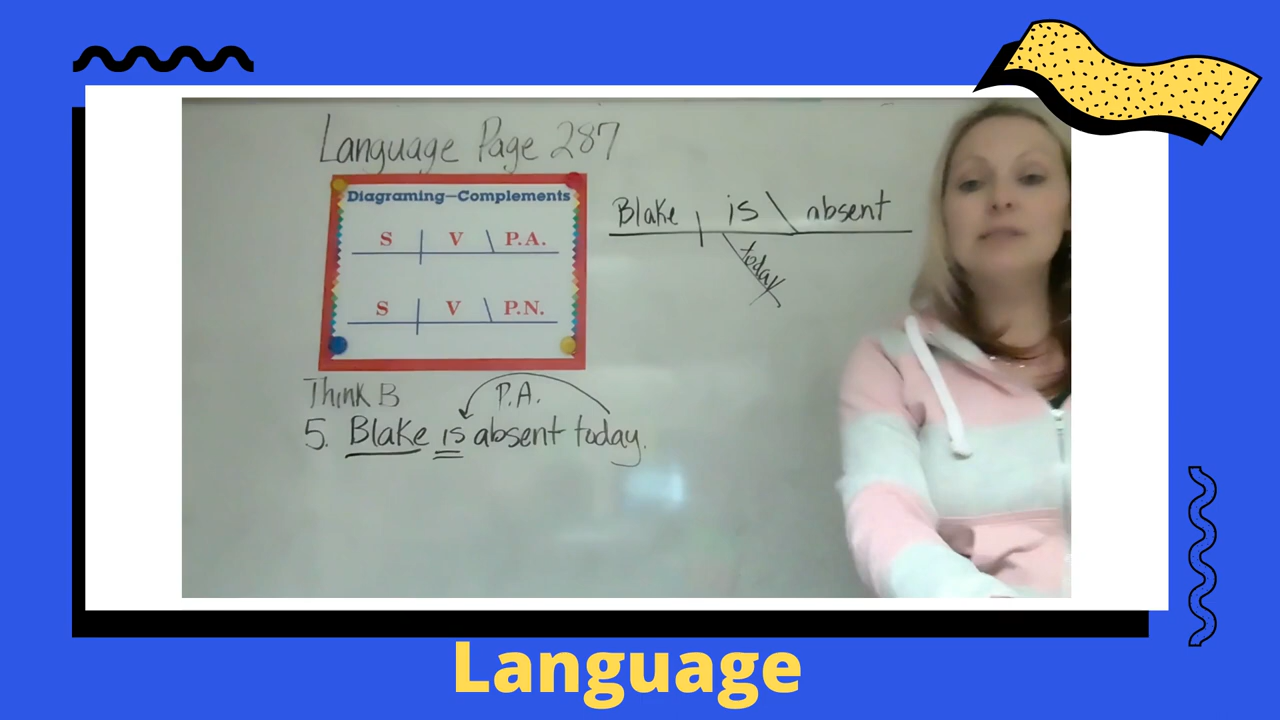 Language Page 287
Diagraming—Complements
S V P.A.
S V P.N.
Blake is absent
today
Think B
P.A.
5. Blake is absent today.
Language